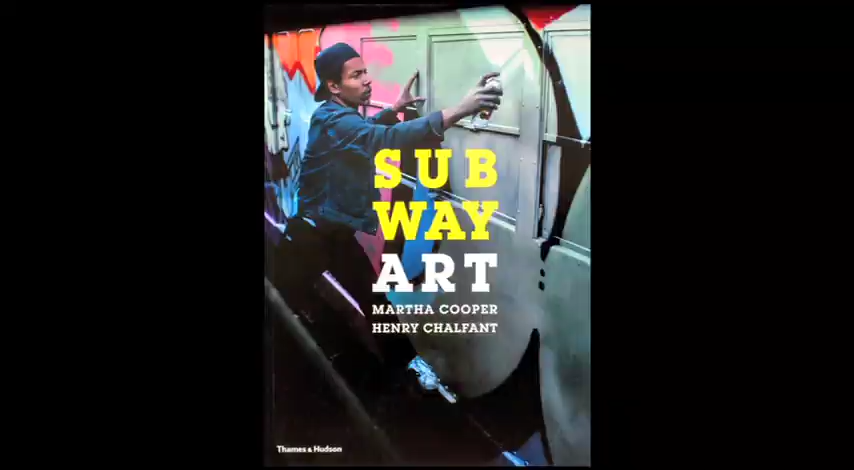 SUB
WAY
ART
MARTHA COOPER
HENRY CHALFANT
Thames & Hudson